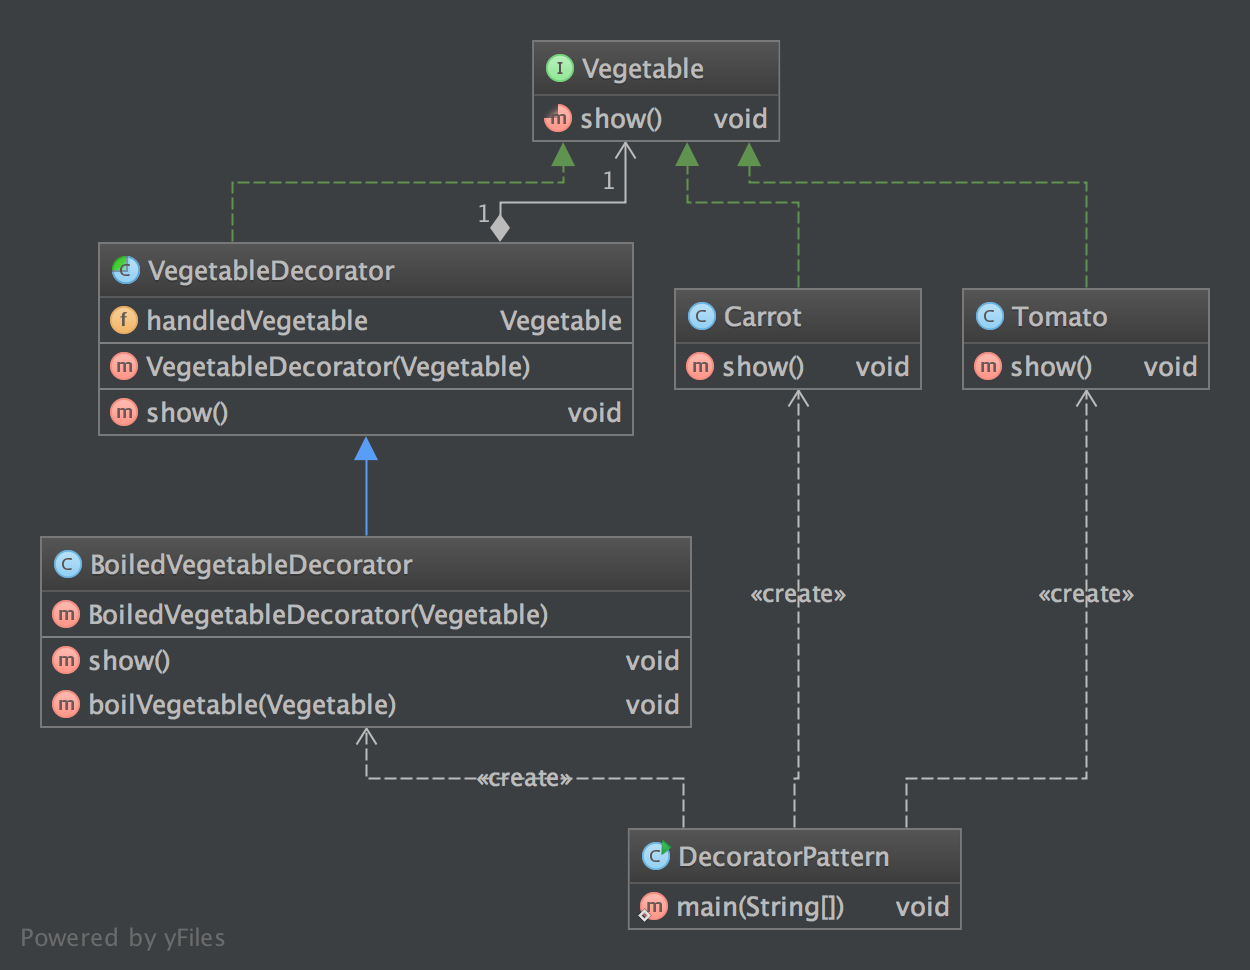 I Vegetable
m show() void
1
1
C VegetableDecorator
f handledVegetable Vegetable
m VegetableDecorator(Vegetable)
m show() void
C Carrot
m show() void
C Tomato
m show() void
C BoiledVegetableDecorator
m BoiledVegetableDecorator(Vegetable)
m show() void
m boilVegetable(Vegetable) void
«create»
«create»
«create»
C DecoratorPattern
m main(String[]) void
Powered by yFiles